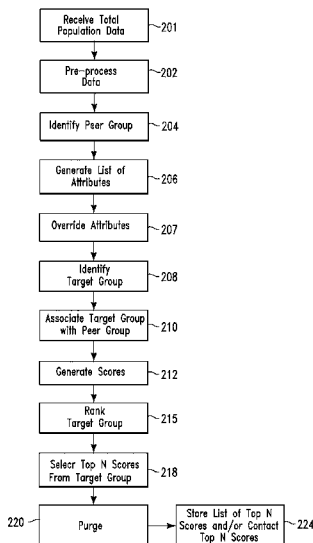 Receive Total
Population Data
201
Pre-process
Data
202
Identify Peer Group
204
Generate List of
Attributes
206
Override Attributes
207
Identify
Target Group
208
Associate Target Group
with Peer Group
210
Generate Scores
212
Rank
Target Group
215
Selecr Top N Scores
From Target Group
218
220
Purge
Store List of Top N
Scores and/or Contact
Top N Scores
224